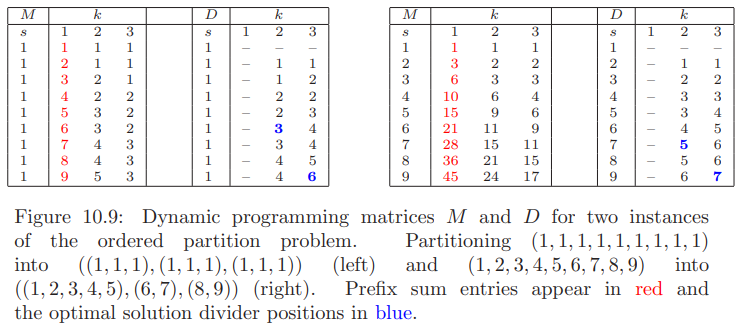 M k D k M k D k
s 1 2 3 s 1 2 3 s 1 2 3 s 1 2 3
1 1 1 1 1 – – – 1 1 1 1 1 – – –
1 2 1 1 1 – 1 1 2 3 2 2 2 – 1 1
1 3 2 1 1 – 1 2 3 6 3 3 3 – 2 2
1 4 2 2 1 – 2 2 4 10 6 4 4 – 3 3
1 5 3 2 1 – 2 3 5 15 9 6 5 – 3 4
1 6 3 2 1 – 3 4 6 21 11 9 6 – 4 5
1 7 4 3 1 – 3 4 7 28 15 11 7 – 5 6
1 8 4 3 1 – 4 5 8 36 21 15 8 – 5 6
1 9 5 3 1 – 4 6 9 45 24 17 9 – 6 7
Figure 10.9: Dynamic programming matrices M and D for two instances
of the ordered partition problem. Partitioning (1, 1, 1, 1, 1, 1, 1, 1, 1)
into ((1, 1, 1), (1, 1, 1), (1, 1, 1)) (left) and (1, 2, 3, 4, 5, 6, 7, 8, 9) into
((1, 2, 3, 4, 5), (6, 7), (8, 9)) (right). Prefix sum entries appear in red and
the optimal solution divider positions in blue.